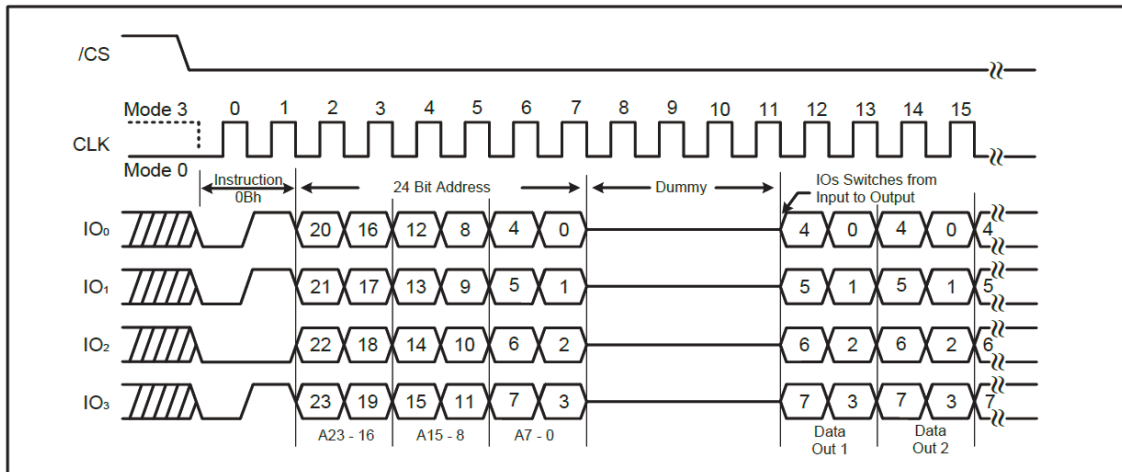 /CS
Mode 3 0 1 2 3 4 5 6 7 8 9 10 11 12 13 14 15
CLK
Mode 0
Instruction 24 Bit Address Dummy IOs Switches from
0Bh Input to Output
IO₀ 20 16 12 8 4 0 4 0 4 0 4
IO₁ 21 17 13 9 5 1 5 1 5 1 5
IO₂ 22 18 14 10 6 2 6 2 6 2 6
IO₃ 23 19 15 11 7 3 7 3 7 3 7
A23 - 16 A15 - 8 A7 - 0 Data Data
Out 1 Out 2